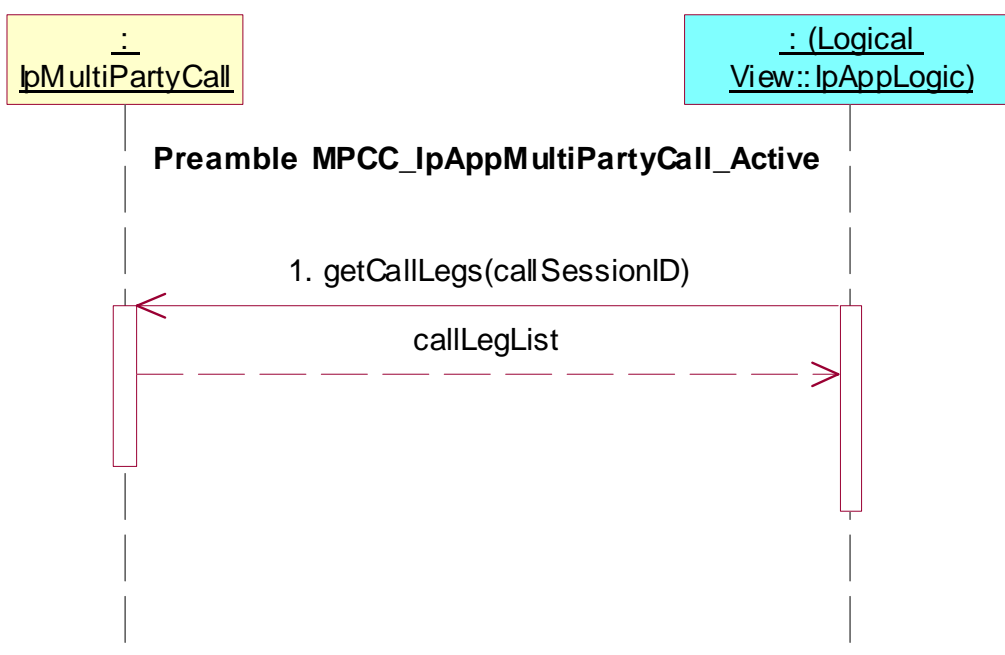 :
IpMultiPartyCall
: (Logical
View::IpAppLogic)
Preamble MPCC_IpAppMultiPartyCall_Active
1. getCallLegs(callSessionID)
callLegList